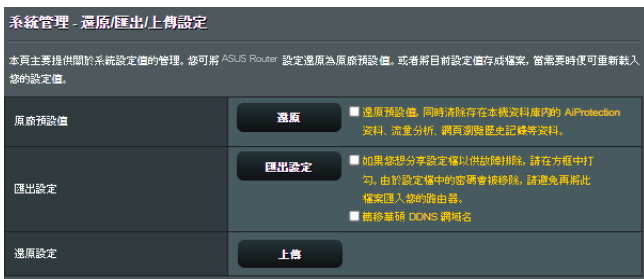 系統管理 - 還原/匯出/上傳設定
本頁主要提供關於系統設定值的管理。您可將 ASUS Router 設定還原為原廠預設值。或者將目前設定值存成檔案，當需要時便可重新載入
您的設定值。
原廠預設值
還原
還原預設值，同時清除存在本機資料庫內的 AiProtection
資料、流量分析、網頁瀏覽歷史記錄等資料。
匯出設定
匯出設定
如果您想分享設定檔以供故障排除，請在方框中打
勾。由於設定檔中的密碼會被移除，請避免再將此
檔案匯入您的路由器。
轉移華碩 DDNS 網域名
還原設定
上傳